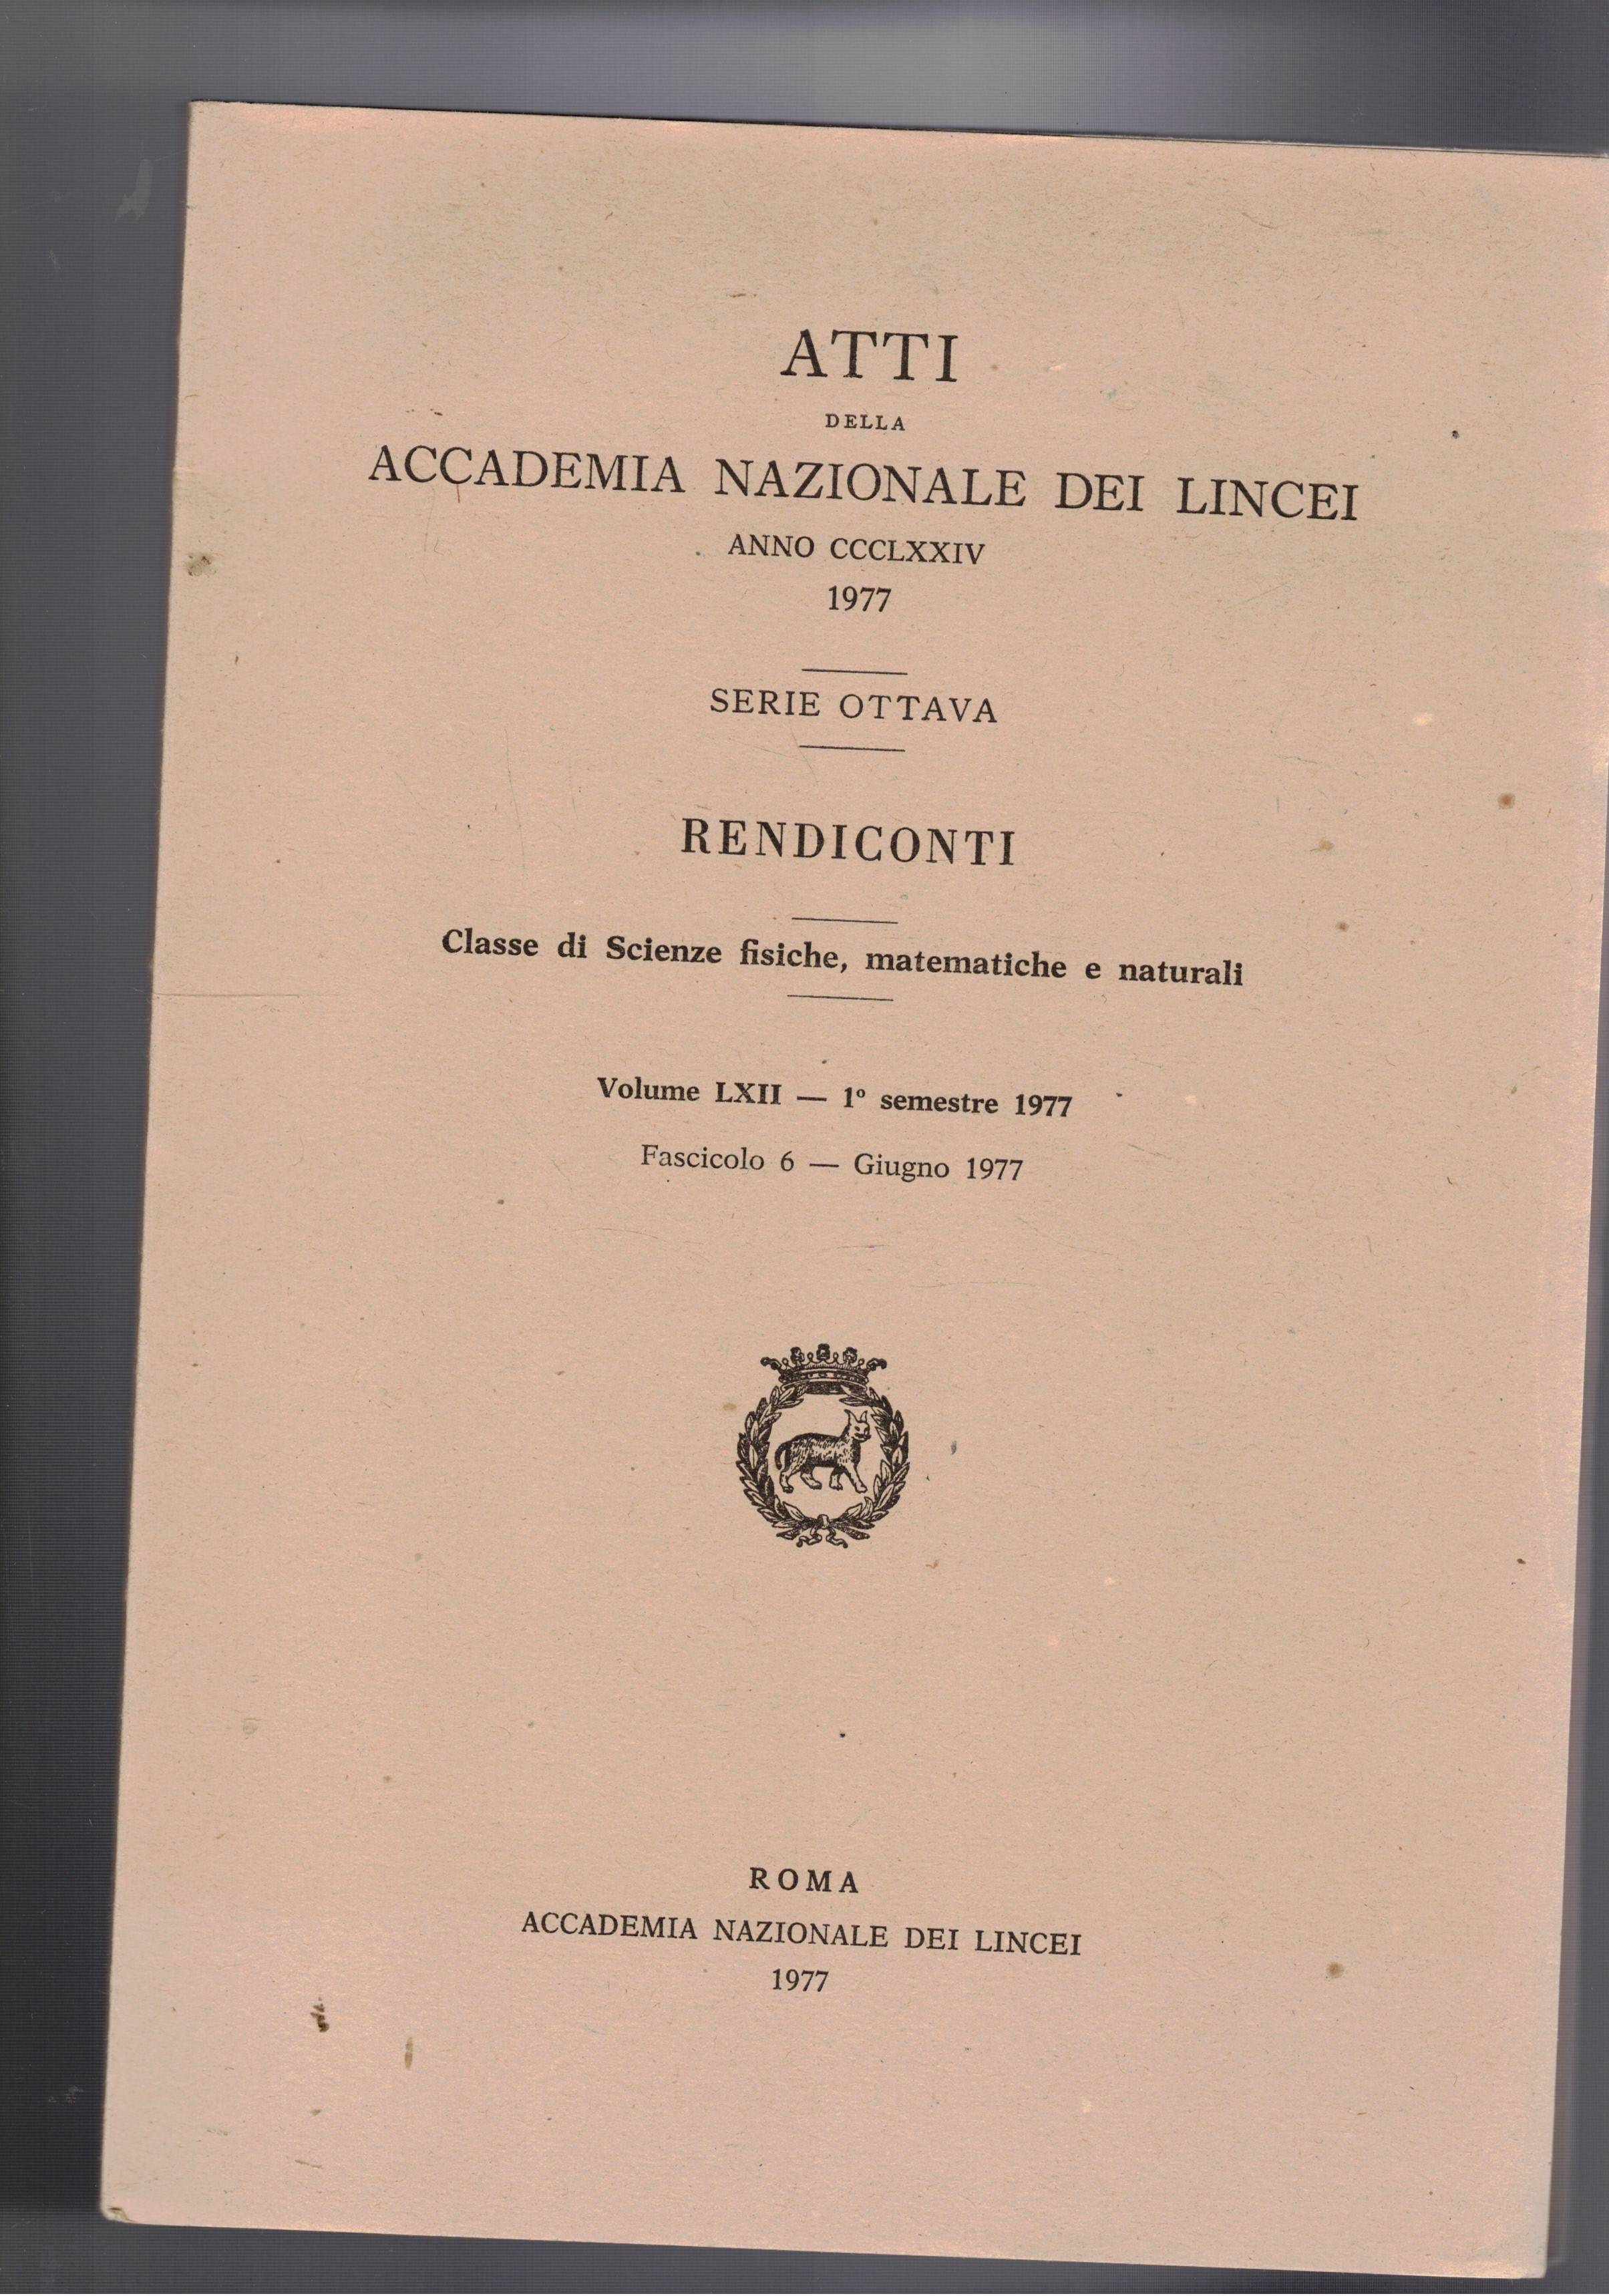 ATTI
DELLA
ACCADEMIA NAZIONALE DEI LINCEI
ANNO CCCLXXIV
1977
SERIE OTTAVA
RENDICONTI
Classe di Scienze fisiche, matematiche e naturali
Volume LXII — 1º semestre 1977
Fascicolo 6 — Giugno 1977
ROMA
ACCADEMIA NAZIONALE DEI LINCEI
1977